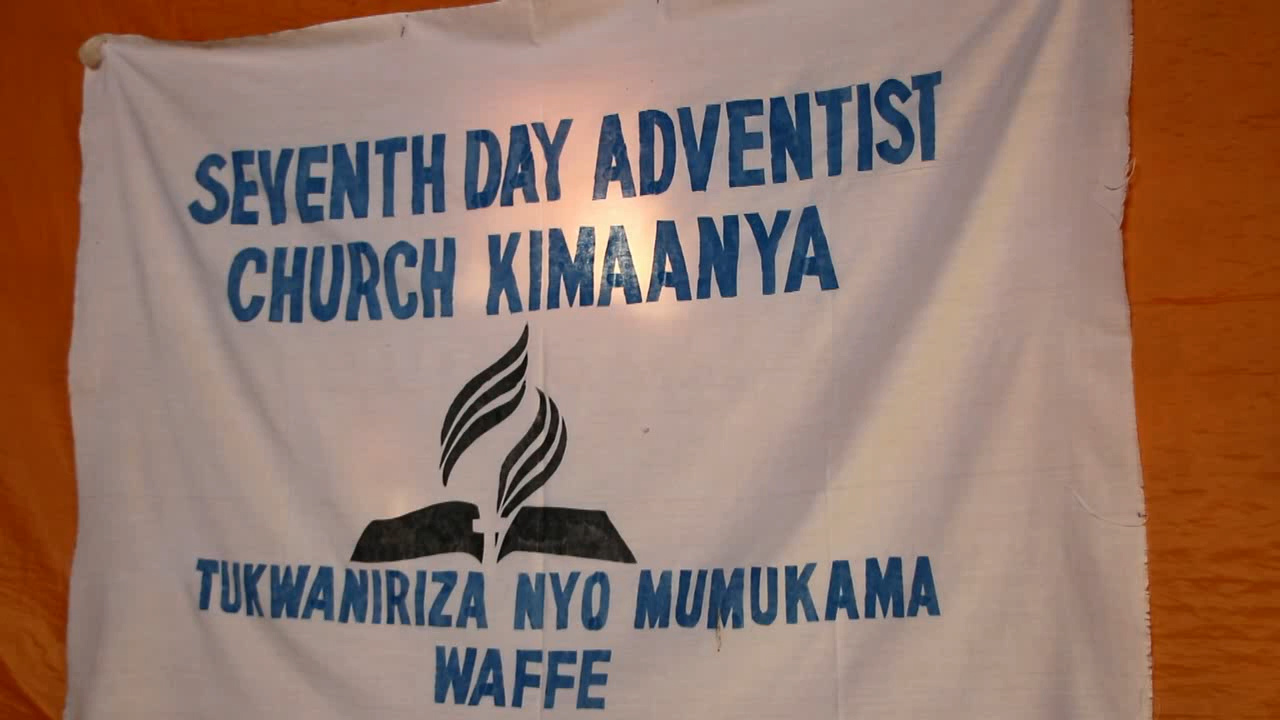 SEVENTH DAY ADVENTIST
CHURCH KIMAANYA
TUKWANIRIZA NYO MUMUKAMA
WAFFE